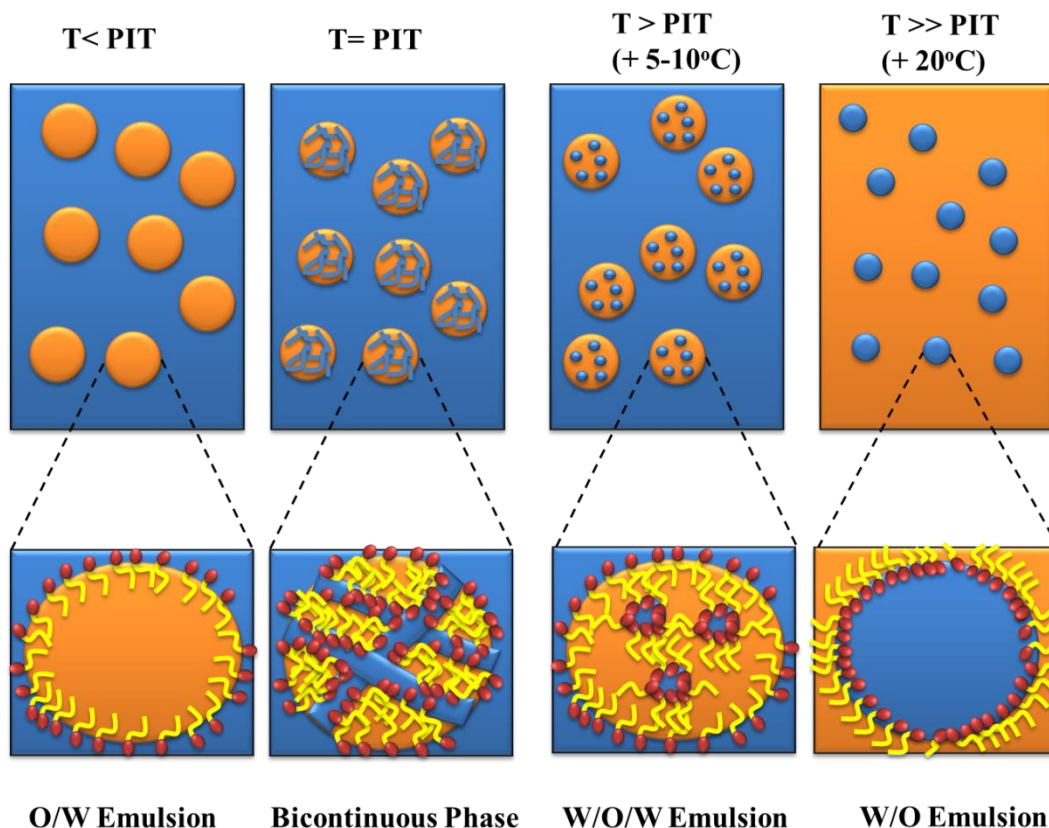 T< PIT
T= PIT
T > PIT
(+ 5-10°C)
T >> PIT
(+ 20°C)
O/W Emulsion
Bicontinuous Phase
W/O/W Emulsion
W/O Emulsion